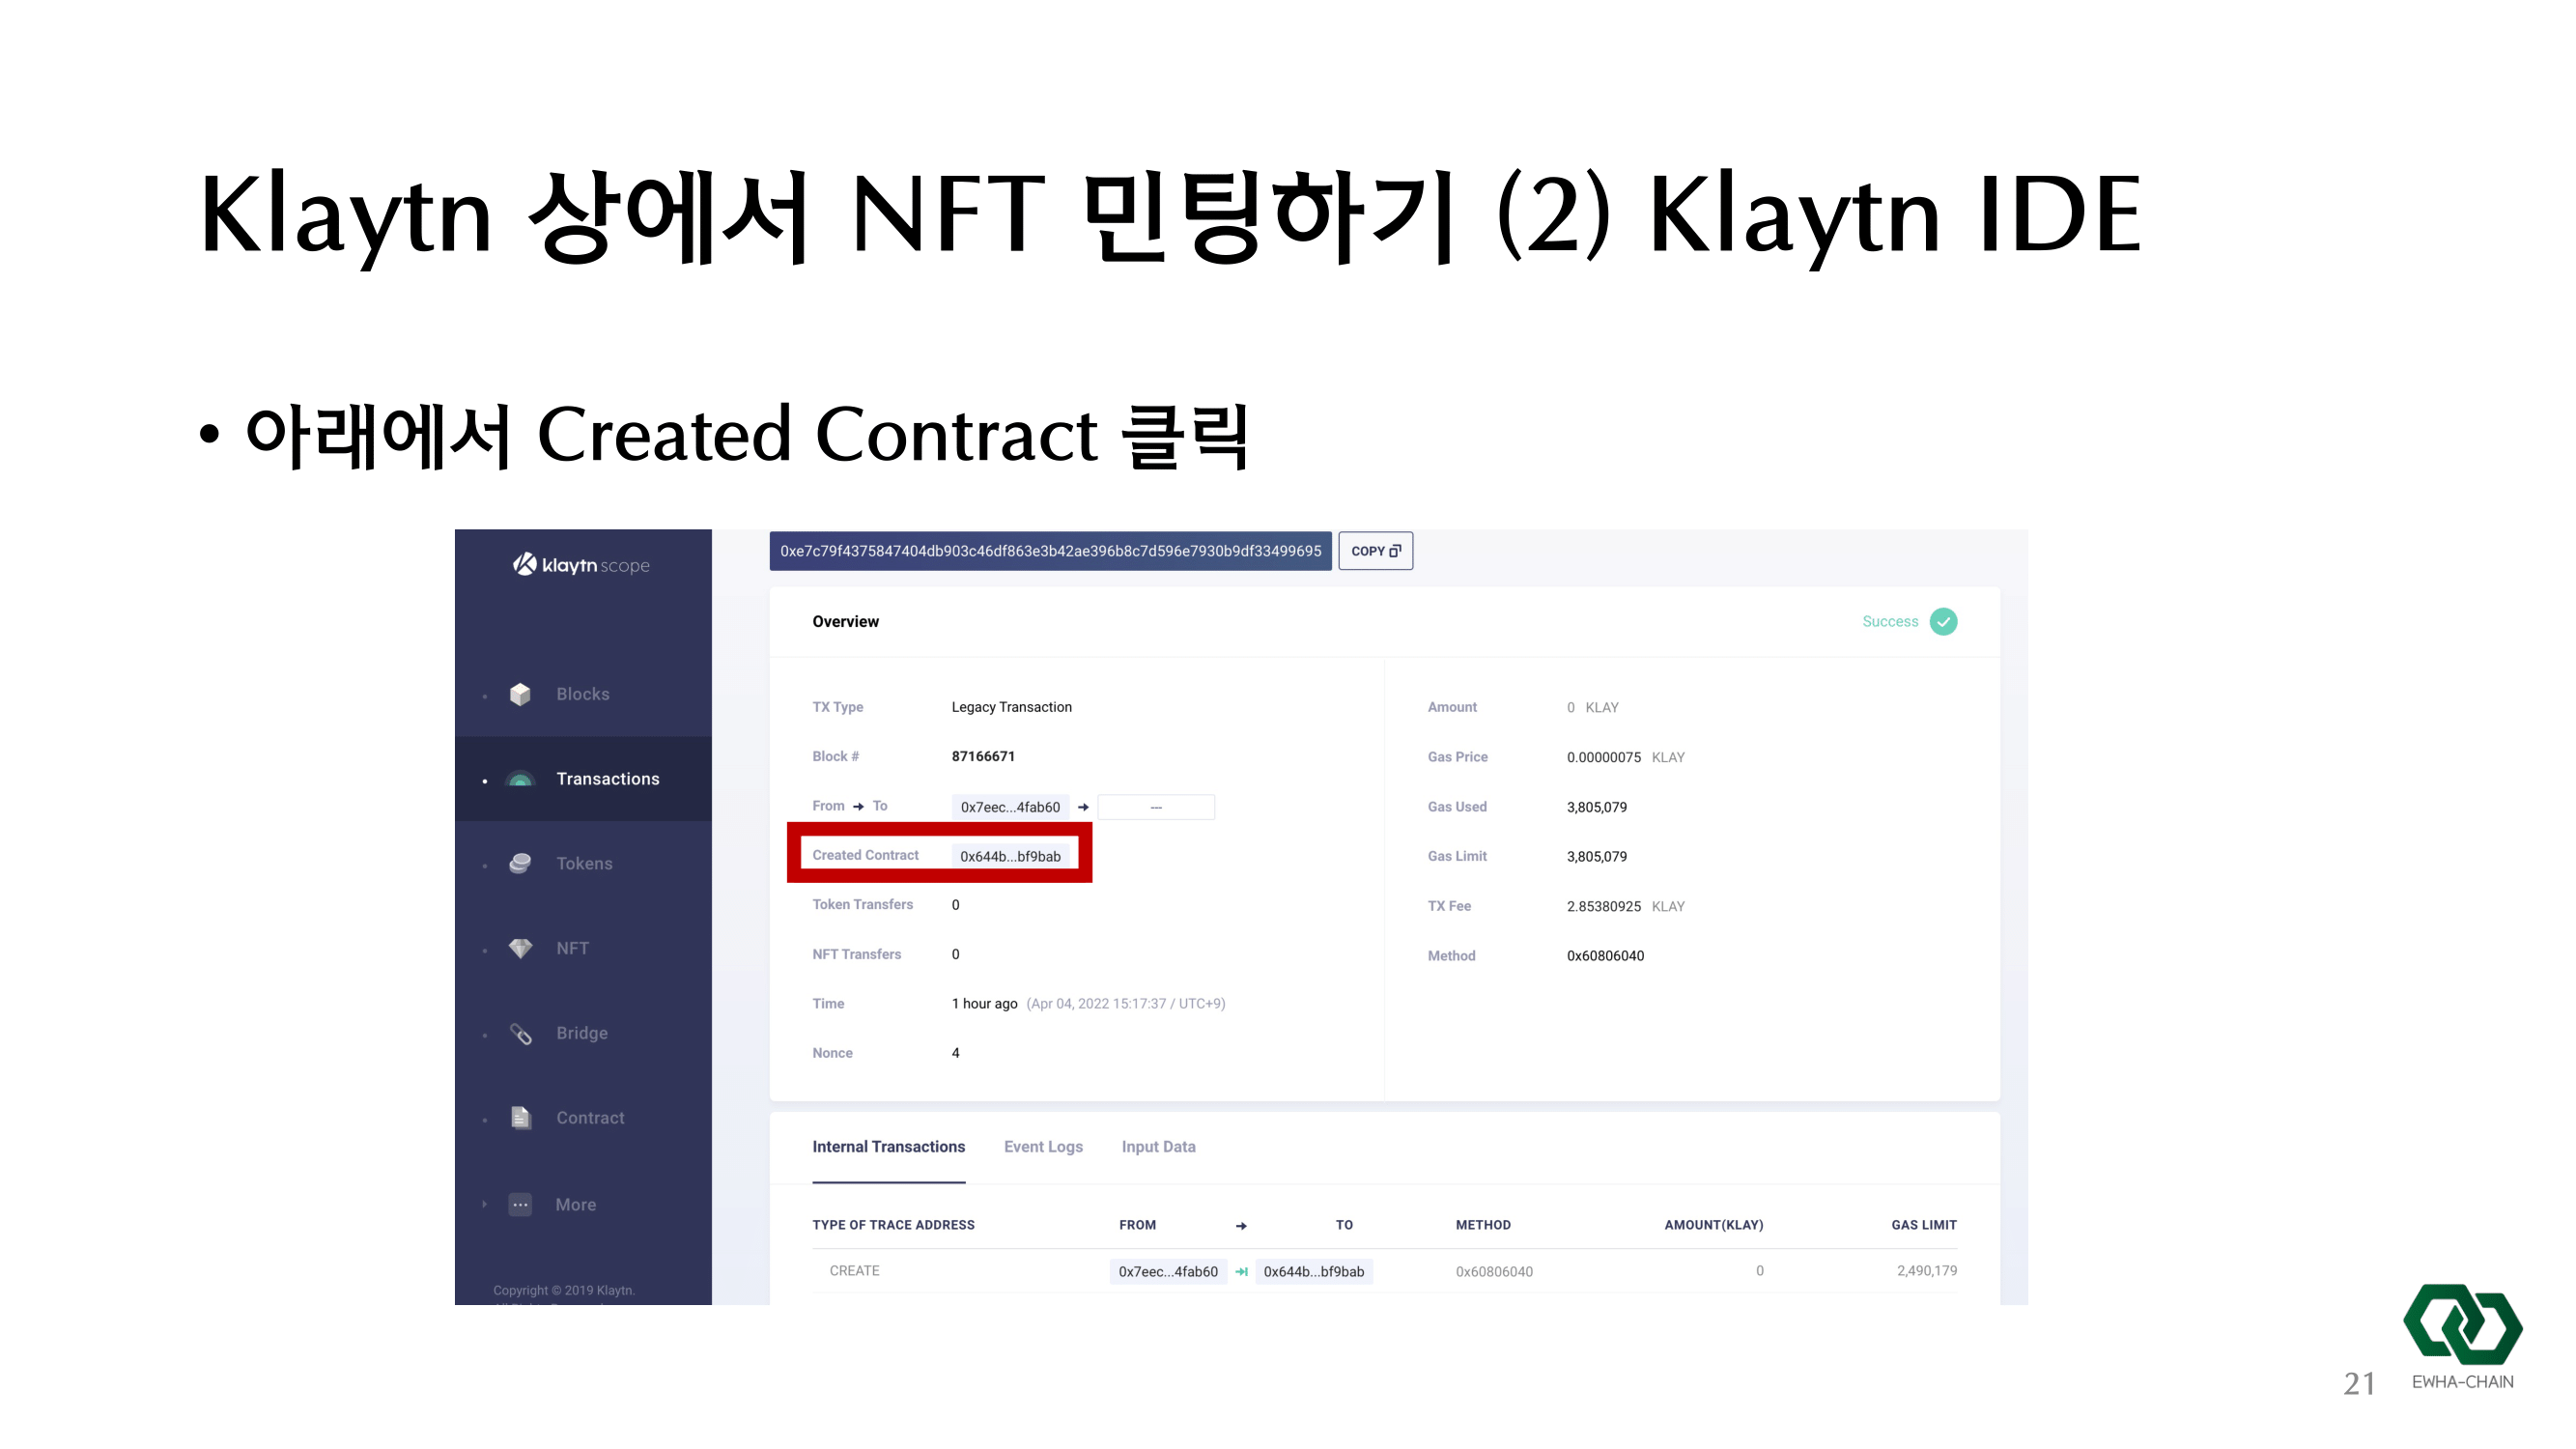 Klaytn 상에서 NFT 민팅하기 (2) Klaytn IDE
• 아래에서 Created Contract 클릭
klaytn scope
Blocks
Transactions
Tokens
NFT
Bridge
Contract
More
Copyright © 2019 Klaytn.
0xe7c79f4375847404db903c46df863e3b42ae396b8c7d596e7930b9df33499695 COPY
Overview Success
TX Type Legacy Transaction
Block # 87166671
From → To 0x7eec...4fab60 → ---
Created Contract 0x644b...bf9bab
Token Transfers 0
NFT Transfers 0
Time 1 hour ago (Apr 04, 2022 15:17:37 / UTC+9)
Nonce 4
Amount 0 KLAY
Gas Price 0.00000075 KLAY
Gas Used 3,805,079
Gas Limit 3,805,079
TX Fee 2.85380925 KLAY
Method 0x60806040
Internal Transactions Event Logs Input Data
TYPE OF TRACE ADDRESS FROM → TO METHOD AMOUNT(KLAY) GAS LIMIT
CREATE 0x7eec...4fab60 0x644b...bf9bab 0x60806040 0 2,490,179
EWHA-CHAIN
21